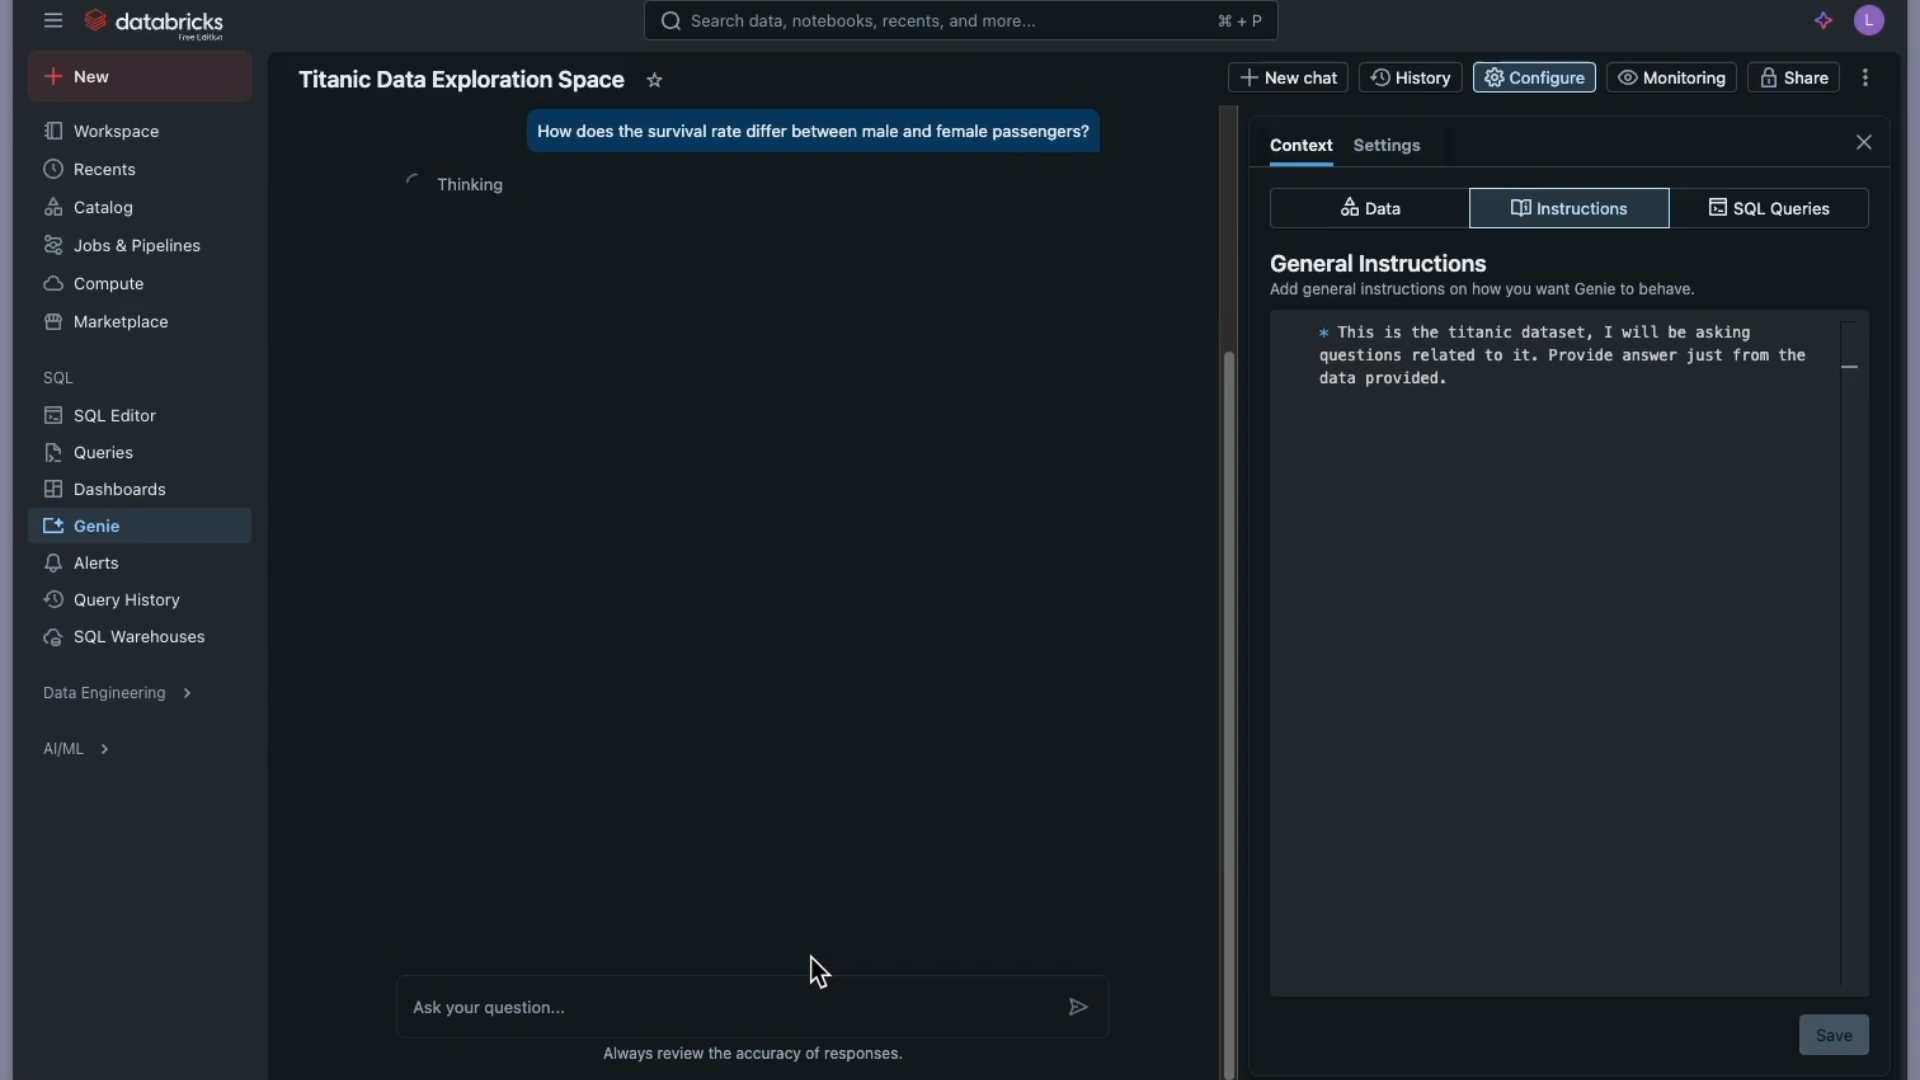 databricks
Free Edition
Search data, notebooks, recents, and more...
⌘ + P
L
New
Workspace
Recents
Catalog
Jobs & Pipelines
Compute
Marketplace
SQL
SQL Editor
Queries
Dashboards
Genie
Alerts
Query History
SQL Warehouses
Data Engineering
AI/ML
Titanic Data Exploration Space
New chat
History
Configure
Monitoring
Share
How does the survival rate differ between male and female passengers?
Thinking
Ask your question...
Always review the accuracy of responses.
Context
Settings
Data
Instructions
SQL Queries
General Instructions
Add general instructions on how you want Genie to behave.
* This is the titanic dataset, I will be asking
questions related to it. Provide answer just from the
data provided.
Save